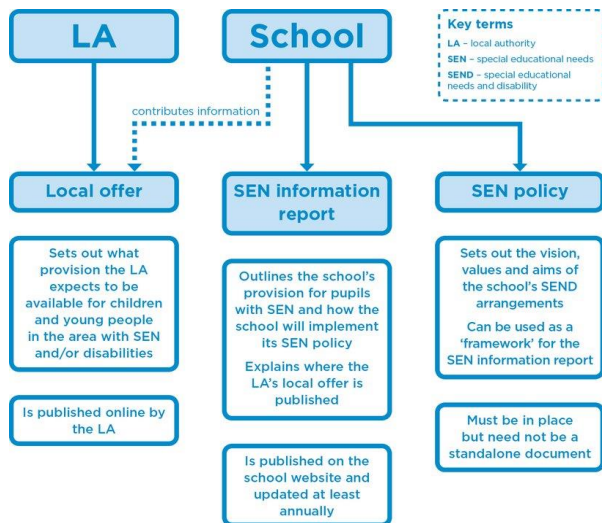 LA
School
Key terms
LA – local authority
SEN – special educational needs
SEND – special educational
needs and disability
contributes information
Local offer
SEN information
report
SEN policy
Sets out what
provision the LA
expects to be
available for children
and young people
in the area with SEN
and/or disabilities
Outlines the school's
provision for pupils
with SEN and how the
school will implement
its SEN policy
Explains where the
LA's local offer is
published
Sets out the vision,
values and aims of
the school's SEND
arrangements
Can be used as a
'framework' for the
SEN information report
Is published online by
the LA
Is published on the
school website and
updated at least
annually
Must be in place
but need not be a
standalone document